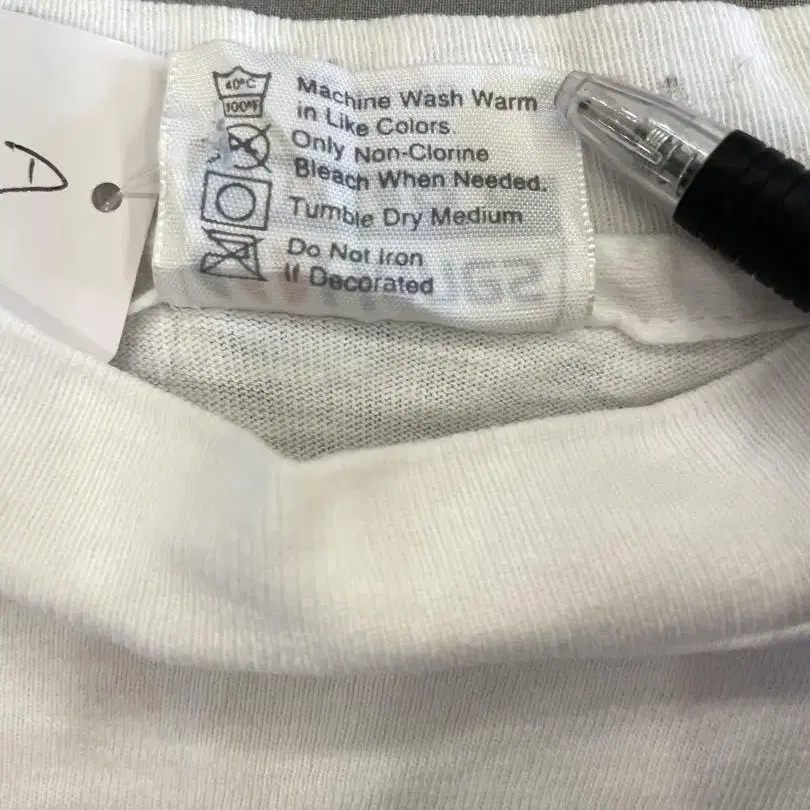 40°C
100°F
Machine Wash Warm
in Like Colors.
Only Non-Clorine
Bleach When Needed.
Tumble Dry Medium
Do Not Iron
If Decorated